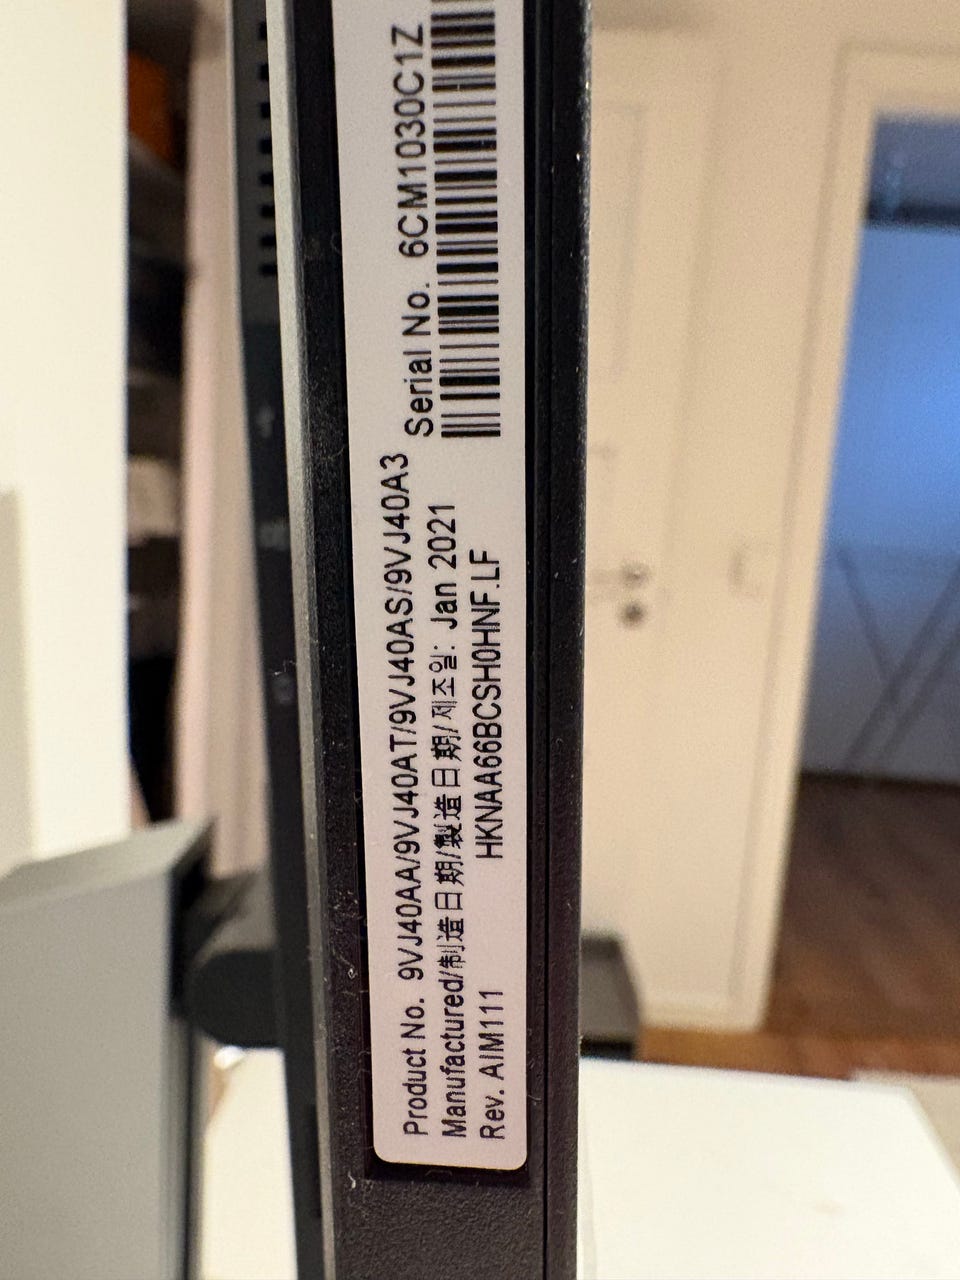 Product No. 9VJ40AA/9VJ40AT/9VJ40AS/9VJ40A3
Manufactured/制造日期/製造日期/제조일: Jan 2021
Rev. AIM111 HKNAA66BCSH0HNF.LF
Serial No. 6CM1030C1Z